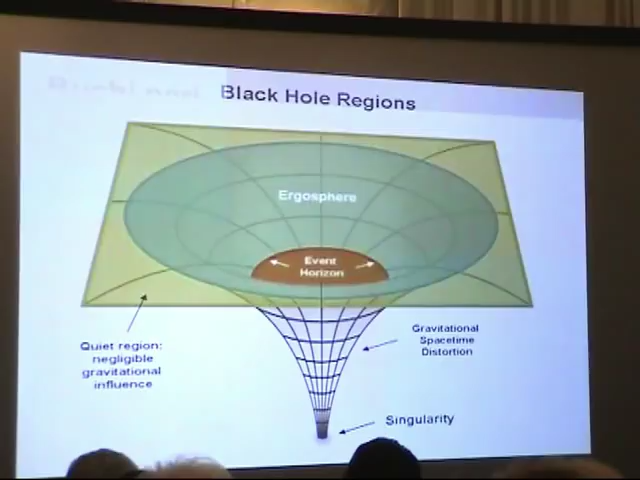 Black Hole Regions
Ergosphere
Event
Horizon
Quiet region:
negligible
gravitational
influence
Gravitational
Spacetime
Distortion
Singularity